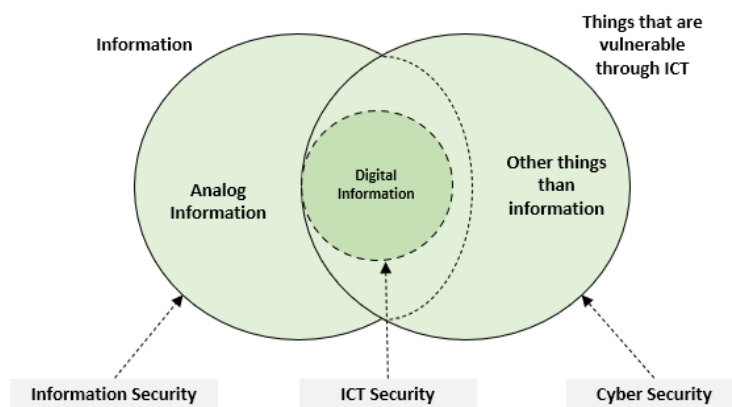 Things that are
vulnerable
through ICT
Information
Digital
Information
Analog
Information
Other things
than
information
Information Security
ICT Security
Cyber Security